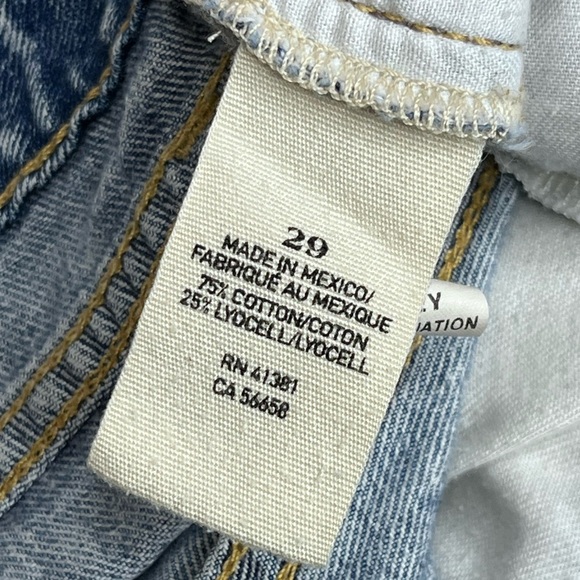 29
MADE IN MEXICO/
FABRIQUÉ AU MEXIQUE
75% COTTON/COTON
25% LYOCELL/LYOCELL
RN 41381
CA 56658